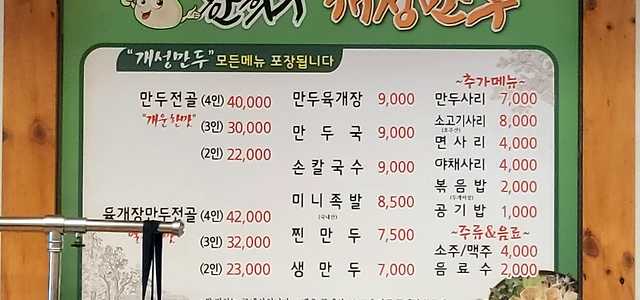 개성만두
"개성만두" 모든메뉴 포장됩니다
만두전골 (4인) 40,000
"개운한맛" (3인) 30,000
(2인) 22,000
육개장만두전골 (4인) 42,000
(3인) 32,000
(2인) 23,000
만두육개장 9,000
만두국 9,000
손칼국수 9,000
미니족발 8,500
(국내산)
찐만두 7,500
생만두 7,000
~추가메뉴~
만두사리 7,000
소고기사리 8,000
(호주산)
면사리 4,000
야채사리 4,000
볶음밥 2,000
공기밥 1,000
~주류&음료~
소주/맥주 4,000
음료수 2,000